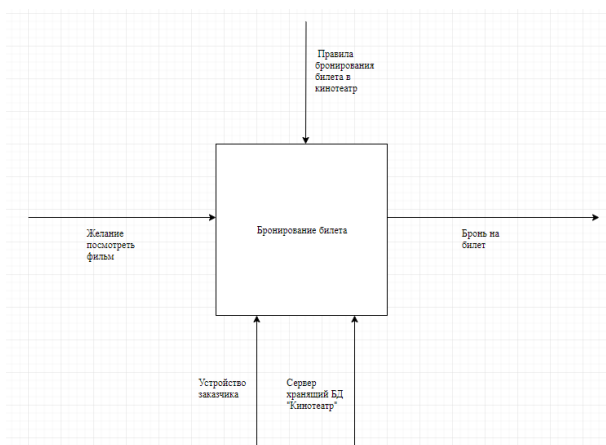 Правила
бронирования
билета в
кинотеатр
Желание
посмотреть
фильм
Бронирование билета
Бронь на
билет
Устройство
заказчика
Сервер
хранящий БД
"Кинотеатр"